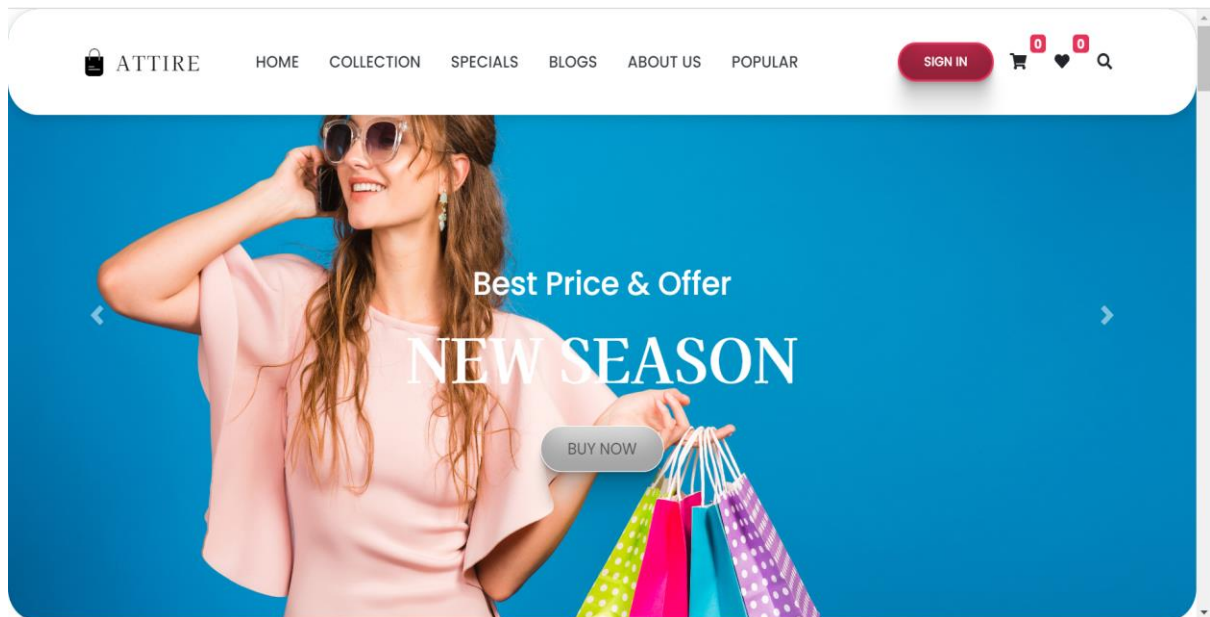 ATTIRE HOME COLLECTION SPECIALS BLOGS ABOUT US POPULAR SIGN IN 0 0
Best Price & Offer
NEW SEASON
BUY NOW